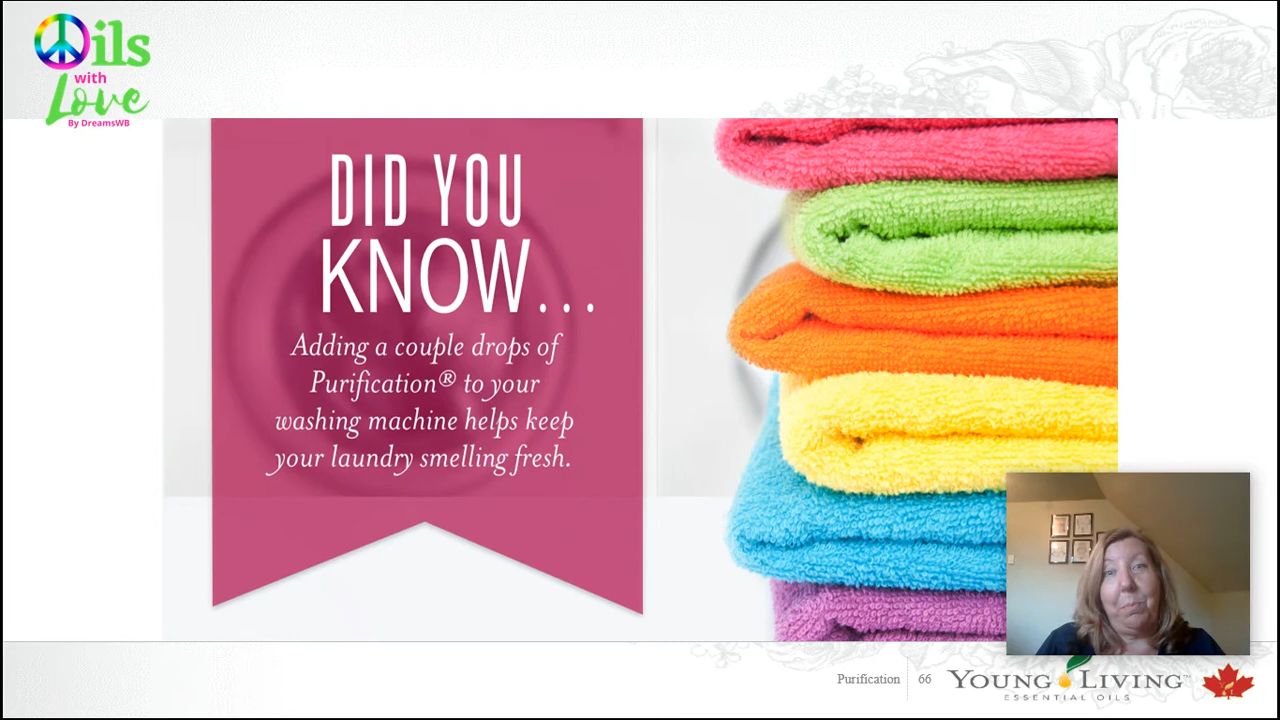 Oils
with
Love
By DreamsWB
DID YOU
KNOW...
Adding a couple drops of
Purification® to your
washing machine helps keep
your laundry smelling fresh.
Purification 66
YOUNG LIVING™
ESSENTIAL OILS